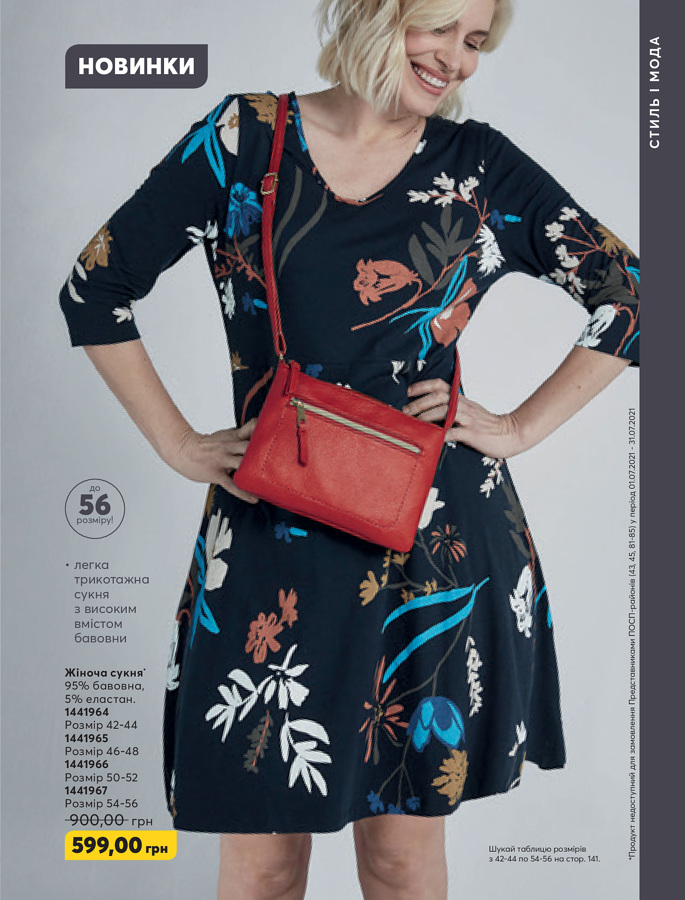 НОВИНКИ
СТИЛЬ І МОДА
до
56
розміру!
• легка
трикотажна
сукня
з високим
вмістом
бавовни
Жіноча сукня*
95% бавовна,
5% еластан.
1441964
Розмір 42-44
1441965
Розмір 46-48
1441966
Розмір 50-52
1441967
Розмір 54-56
900,00 грн
599,00 грн
Шукай таблицю розмірів
з 42-44 по 54-56 на стор. 141.
*Продукт недоступний для замовлення Представниками ПОСП-районів (43, 45, 81-85) у період 01.07.2021 - 31.07.2021